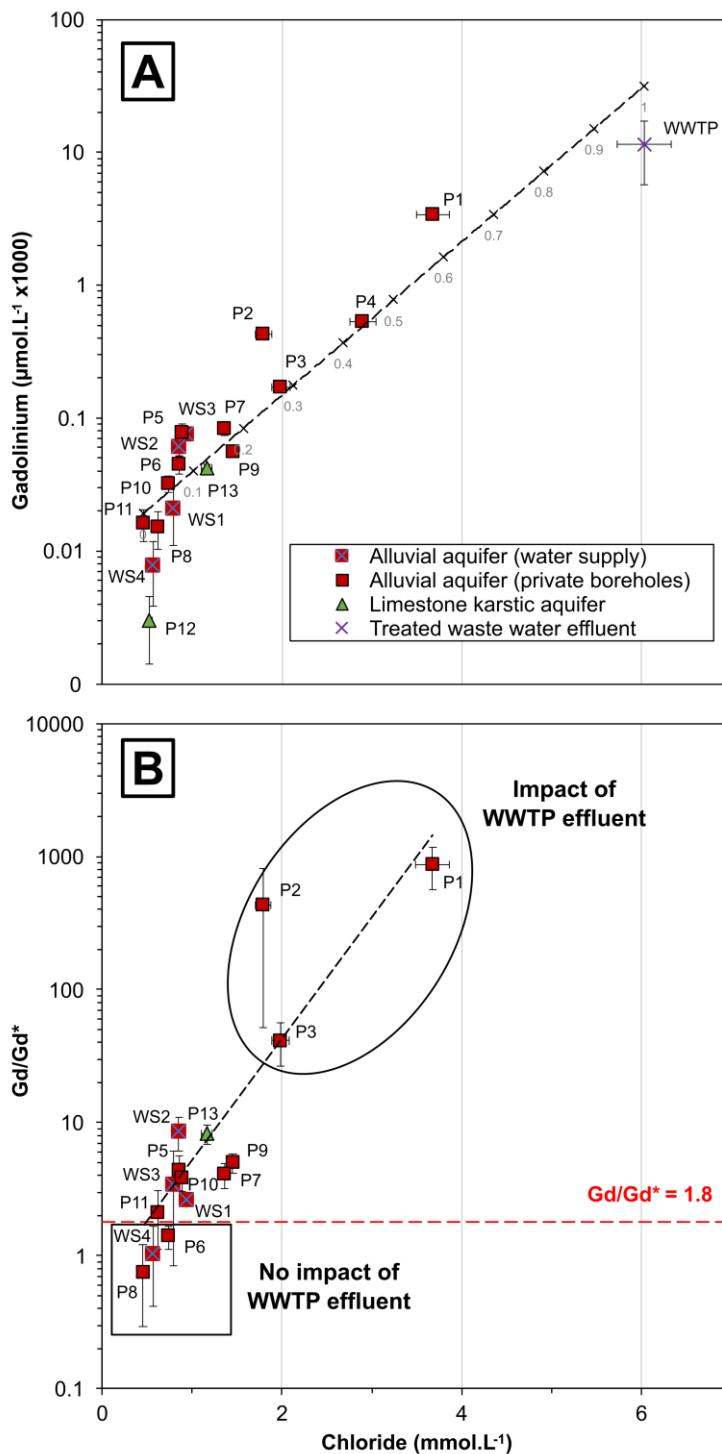 100
A
10
1
0.1
0.01
0
Gadolinium (µmol.L⁻¹ x1000)
WWTP
P1
P2
P4
P3
P5
WS3
P7
WS2
P6
P9
P10
P13
P11
WS1
P8
WS4
P12
0
0.1
0.2
0.3
0.4
0.5
0.6
0.7
0.8
0.9
1
Alluvial aquifer (water supply)
Alluvial aquifer (private boreholes)
Limestone karstic aquifer
Treated waste water effluent
10000
B
1000
100
10
1
0.1
Gd/Gd*
Impact of
WWTP effluent
P1
P2
P3
WS2
P13
P5
P9
WS3
P10
P7
P11
WS1
Gd/Gd* = 1.8
WS4
P6
P8
No impact of
WWTP effluent
0
2
4
6
Chloride (mmol.L⁻¹)